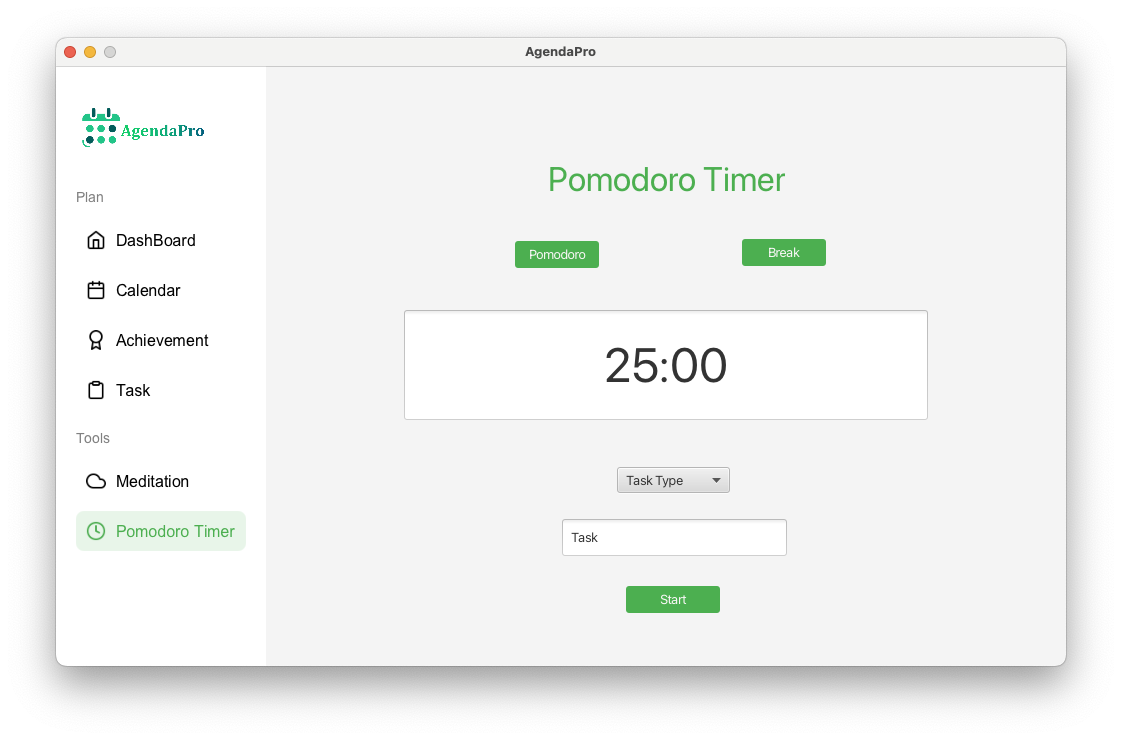 AgendaPro
AgendaPro
Plan
DashBoard
Calendar
Achievement
Task
Tools
Meditation
Pomodoro Timer
Pomodoro Timer
Pomodoro
Break
25:00
Task Type
Task
Start